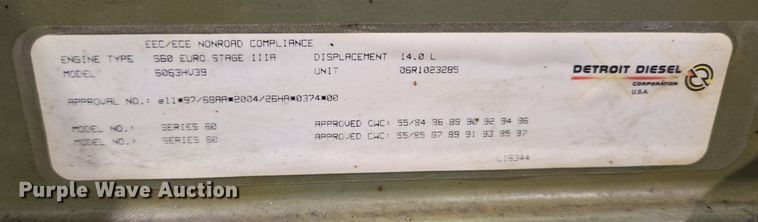 EEC/ECE NONROAD COMPLIANCE
ENGINE TYPE S60 EURO STAGE IIIA DISPLACEMENT 14.0 L
MODEL 6063HV39 UNIT 06R1023285
DETROIT DIESEL
CORPORATION
U.S.A.
APPROVAL NO.: e11*97/68AA*2004/26HA*0374*00
MODEL NO.: SERIES 60 APPROVED CWC: 55/84 86 89 90 92 94 96
MODEL NO.: SERIES 60 APPROVED CWC: 55/85 87 89 91 93 95 97
L18344
Purple Wave Auction